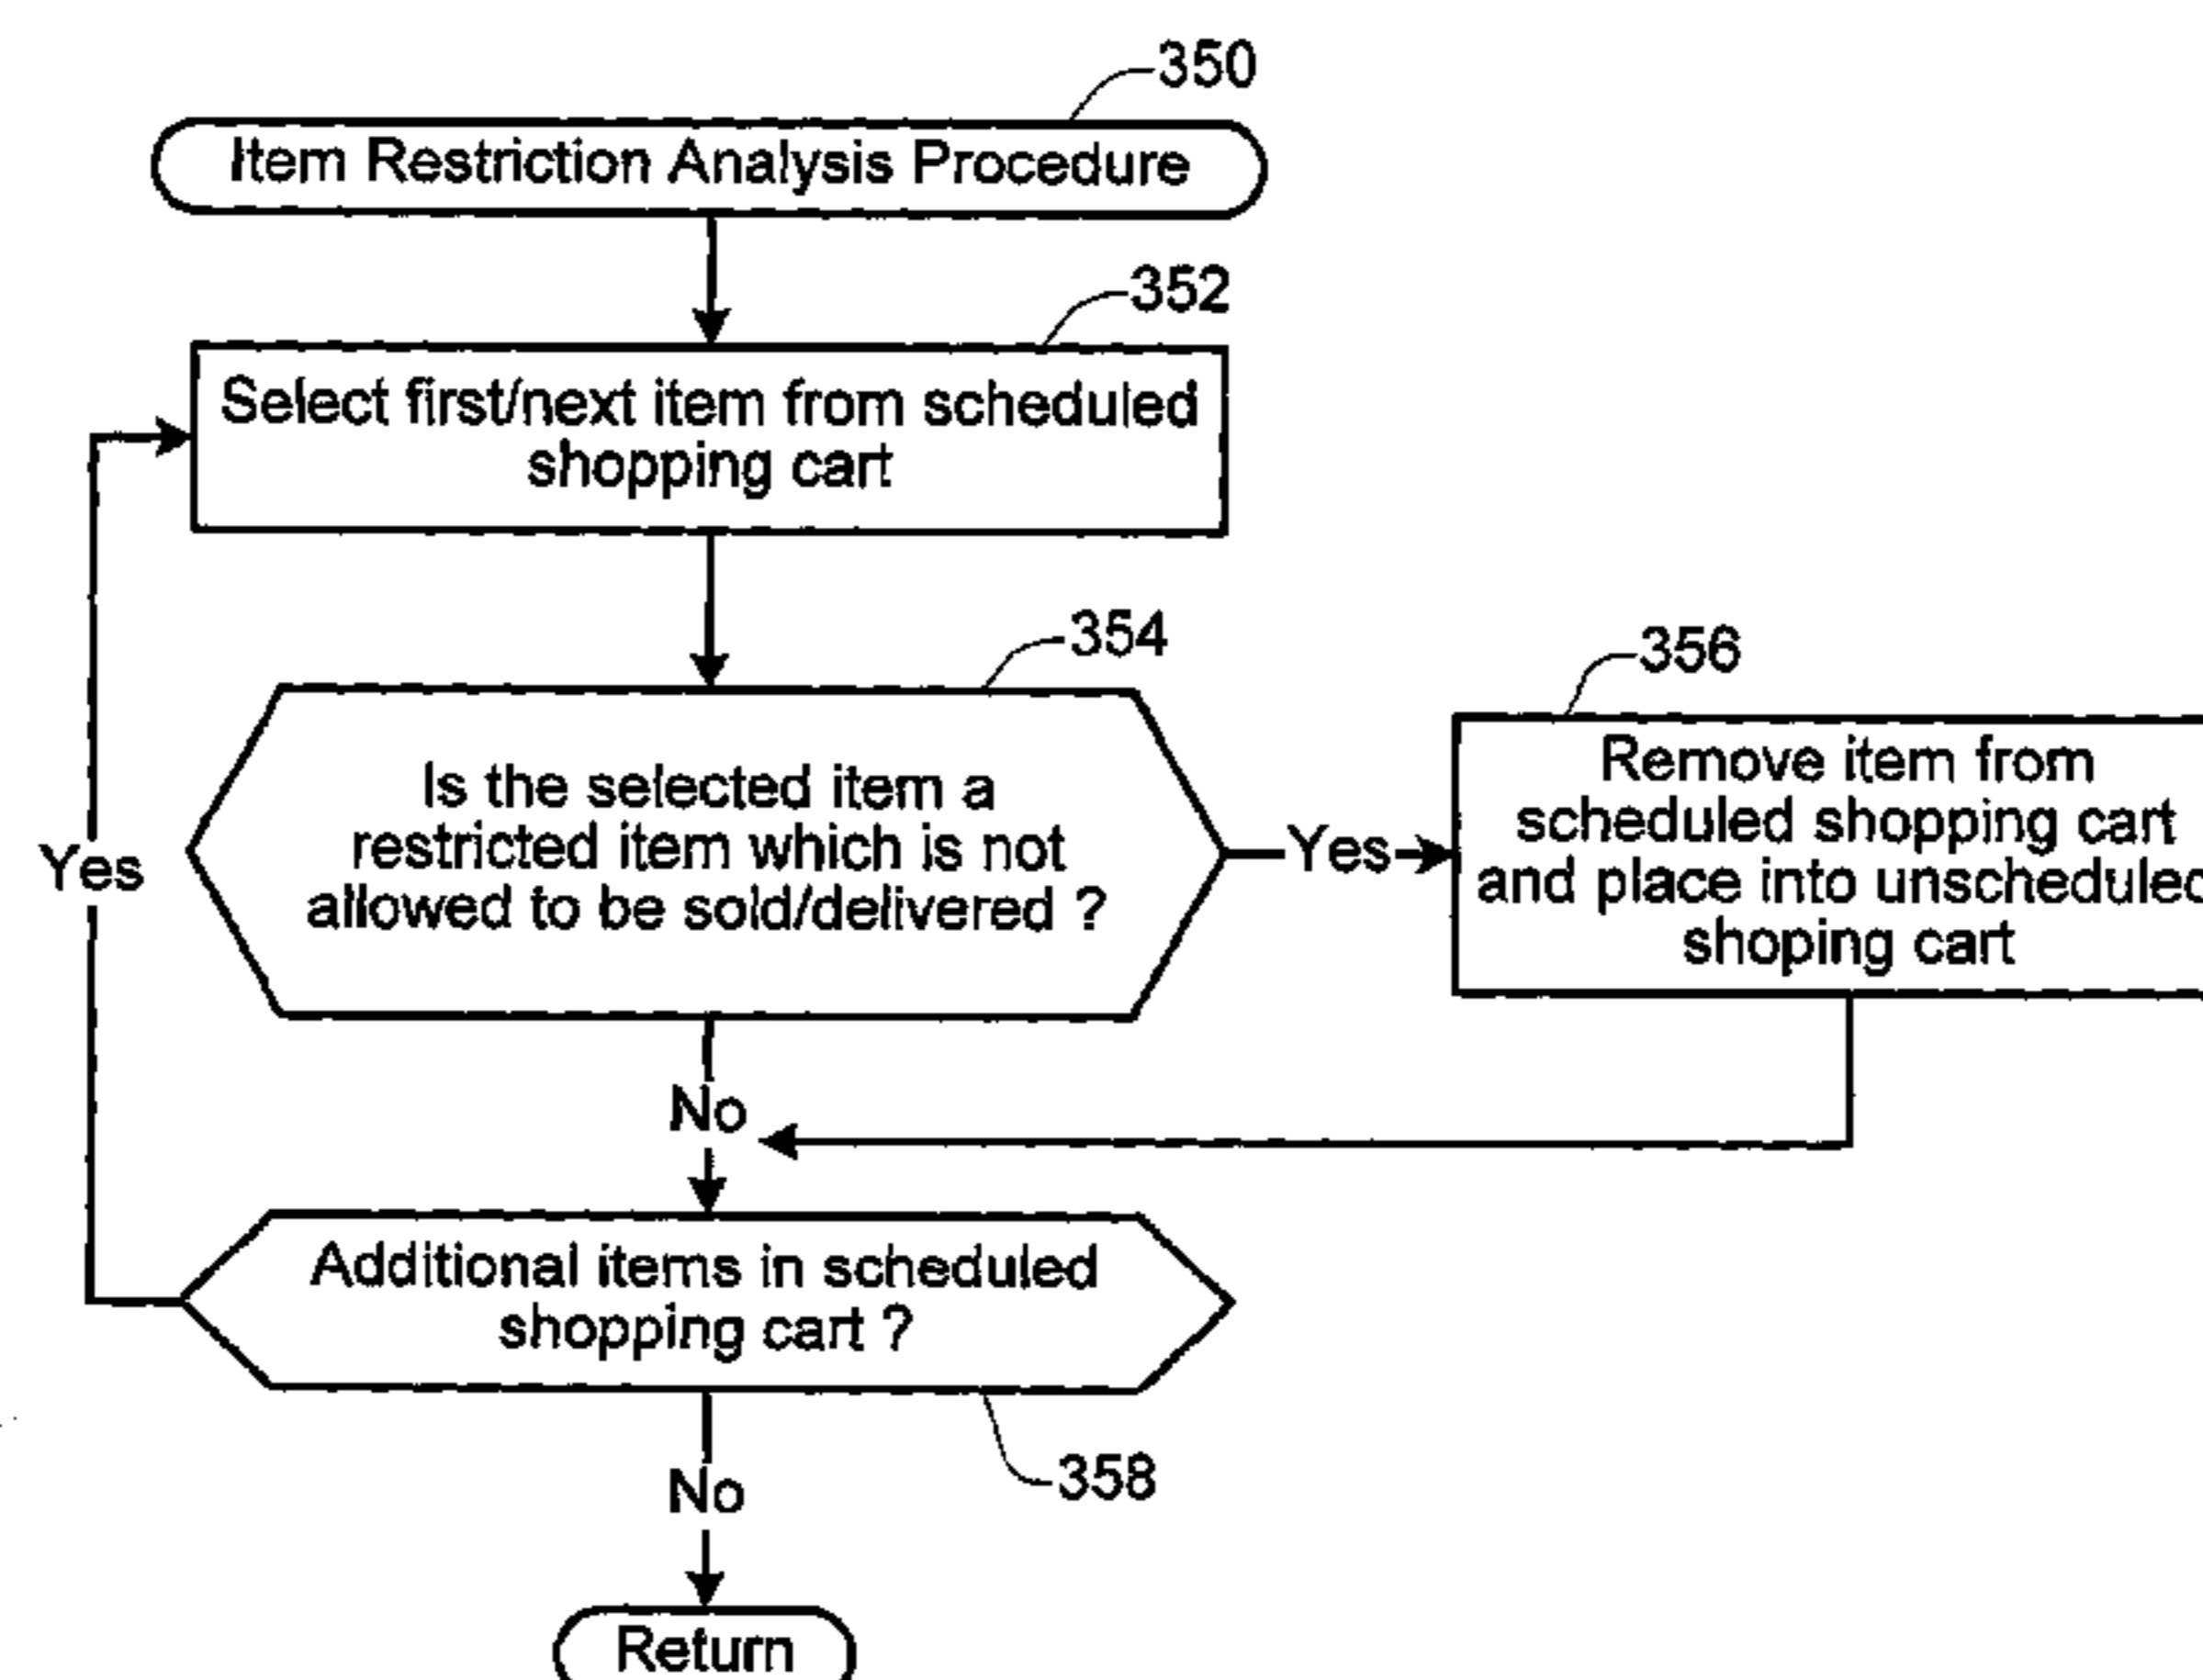 350
Item Restriction Analysis Procedure
352
Select first/next item from scheduled
shopping cart
354
Is the selected item a
restricted item which is not
allowed to be sold/delivered ?
Yes
356
Remove item from
scheduled shopping cart
and place into unscheduled
shoping cart
Yes
No
Additional items in scheduled
shopping cart ?
358
No
Return